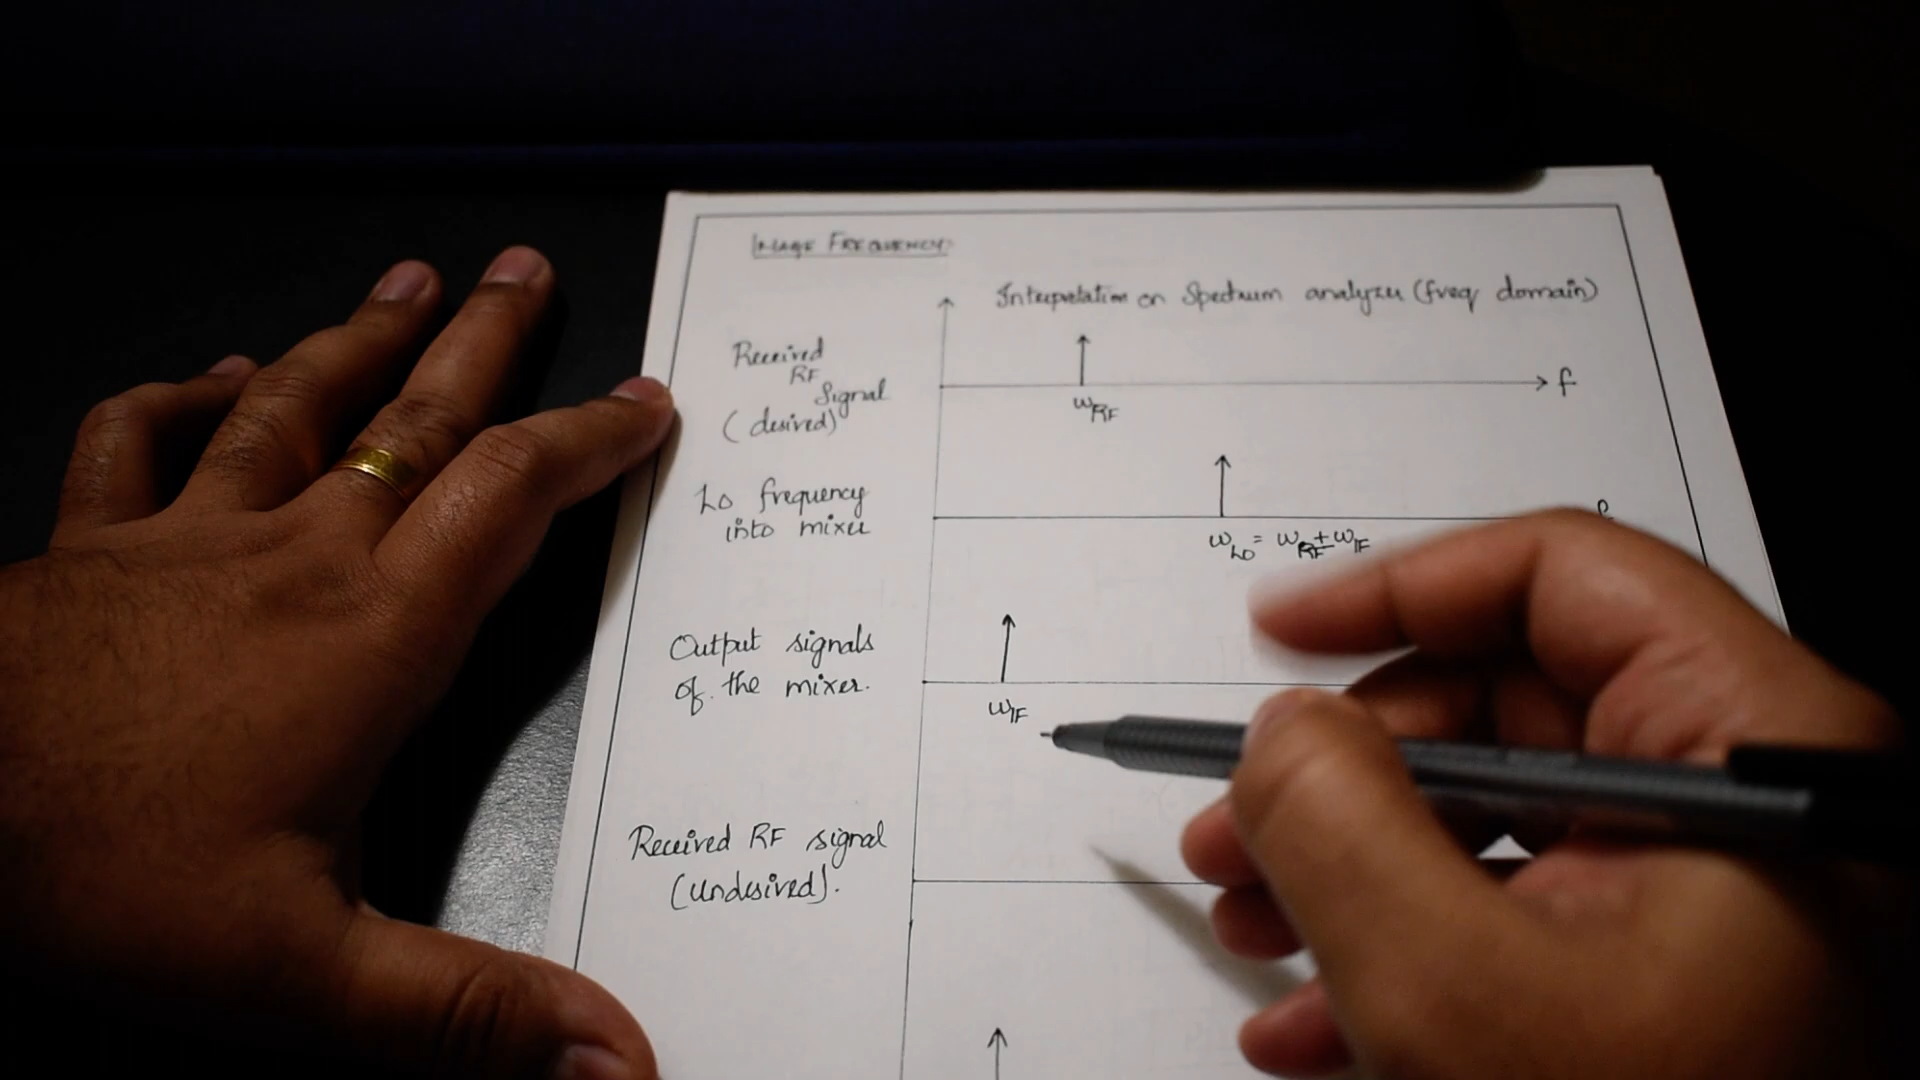 IMAGE FREQUENCY:
Interpretation on Spectrum analyzer (freq domain)
Received
RF
Signal
(desired)
f
ωRF
LO frequency
into mixer
ωLO = ωRF + ωIF
Output signals
of the mixer.
ωIF
Received RF signal
(undesired).